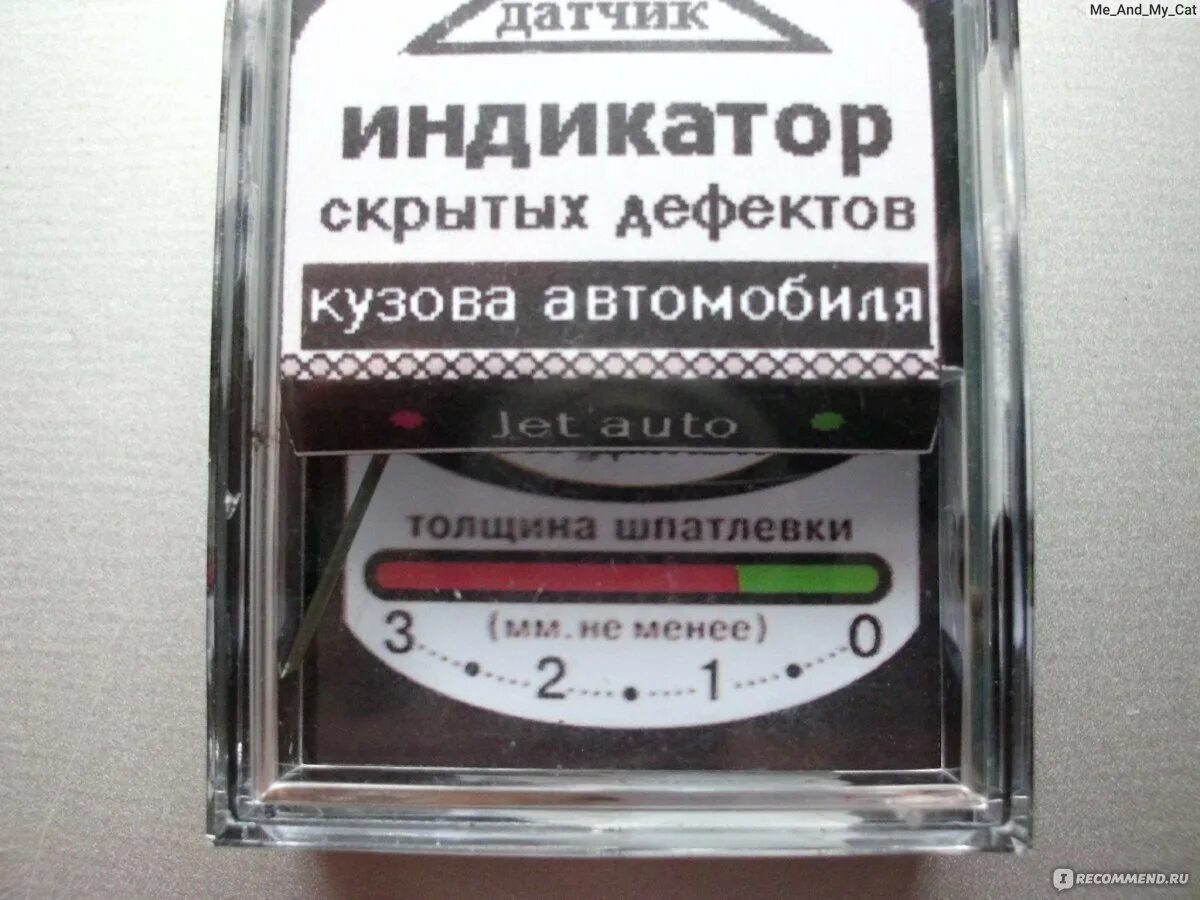 Me_And_My_Cat
датчик
индикатор
скрытых дефектов
кузова автомобиля
Jet auto
толщина шпатлевки
(мм. не менее)
3 2 1 0
IRECOMMEND.RU